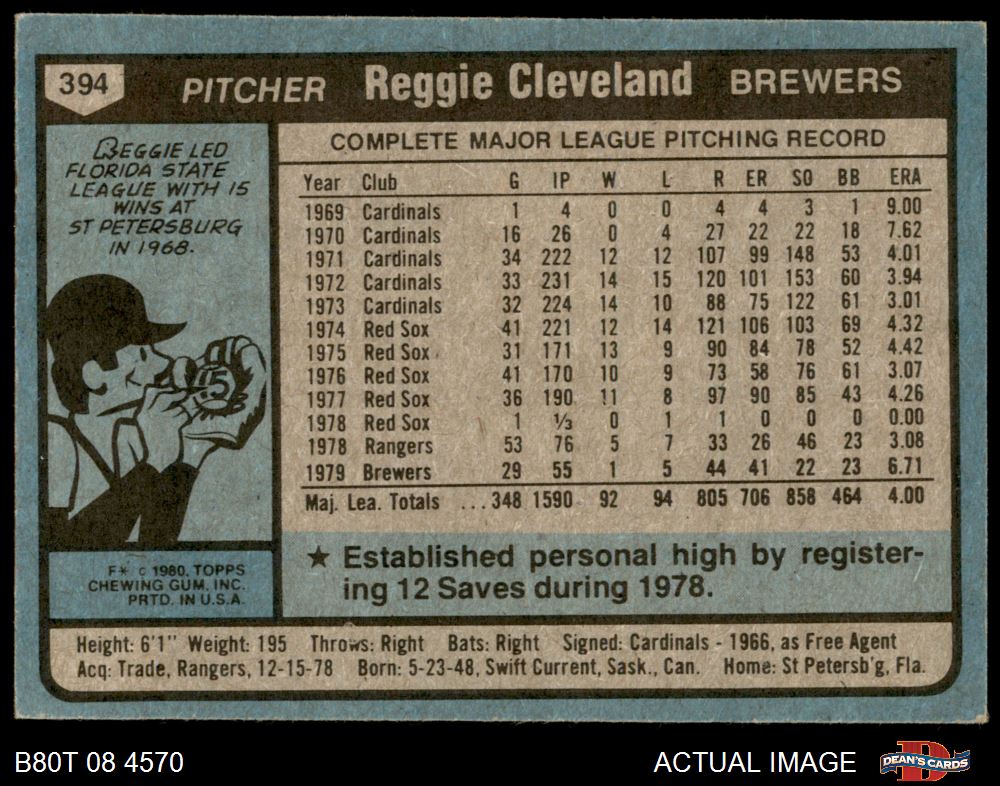 394 PITCHER Reggie Cleveland BREWERS
REGGIE LED
FLORIDA STATE
LEAGUE WITH 15
WINS AT
ST PETERSBURG
IN 1968.
15
F✶ © 1980, TOPPS
CHEWING GUM, INC.
PRTD. IN U.S.A.
COMPLETE MAJOR LEAGUE PITCHING RECORD
Year Club G IP W L R ER SO BB ERA
1969 Cardinals 1 4 0 0 4 4 3 1 9.00
1970 Cardinals 16 26 0 4 27 22 22 18 7.62
1971 Cardinals 34 222 12 12 107 99 148 53 4.01
1972 Cardinals 33 231 14 15 120 101 153 60 3.94
1973 Cardinals 32 224 14 10 88 75 122 61 3.01
1974 Red Sox 41 221 12 14 121 106 103 69 4.32
1975 Red Sox 31 171 13 9 90 84 78 52 4.42
1976 Red Sox 41 170 10 9 73 58 76 61 3.07
1977 Red Sox 36 190 11 8 97 90 85 43 4.26
1978 Red Sox 1 ⅓ 0 1 1 0 0 0 0.00
1978 Rangers 53 76 5 7 33 26 46 23 3.08
1979 Brewers 29 55 1 5 44 41 22 23 6.71
Maj. Lea. Totals ...348 1590 92 94 805 706 858 464 4.00
★ Established personal high by register-
ing 12 Saves during 1978.
Height: 6'1" Weight: 195 Throws: Right Bats: Right Signed: Cardinals - 1966, as Free Agent
Acq: Trade, Rangers, 12-15-78 Born: 5-23-48, Swift Current, Sask., Can. Home: St Petersb'g, Fla.
B80T 08 4570 ACTUAL IMAGE D DEAN'S CARDS